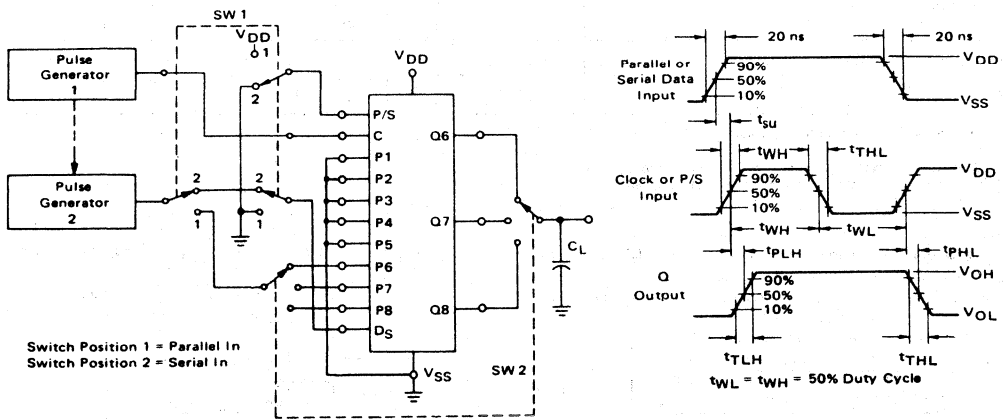 SW 1
VDD
1
2
Pulse
Generator
1
Pulse
Generator
2
2
2
1
1
VDD
P/S
C
P1
P2
P3
P4
P5
P6
P7
P8
DS
Q6
Q7
Q8
CL
VSS
SW 2
Switch Position 1 = Parallel In
Switch Position 2 = Serial In
20 ns
20 ns
Parallel or
Serial Data
Input
90%
50%
10%
VDD
VSS
tsu
tWH
tTHL
Clock or P/S
Input
90%
50%
10%
VDD
VSS
tWH
tWL
tPLH
tPHL
Q
Output
90%
50%
10%
VOH
VOL
tTLH
tTHL
tWL = tWH = 50% Duty Cycle